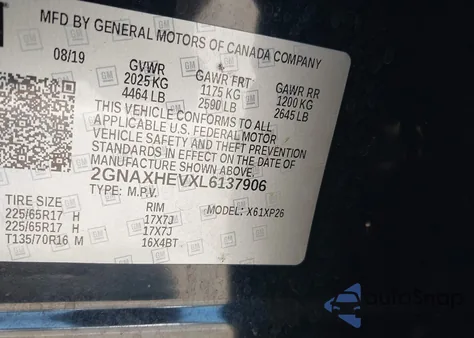 MFD BY GENERAL MOTORS OF CANADA COMPANY
08/19
GVWR GAWR FRT GAWR RR
2025 KG 1175 KG 1200 KG
4464 LB 2590 LB 2645 LB
THIS VEHICLE CONFORMS TO ALL
APPLICABLE U.S. FEDERAL MOTOR
VEHICLE SAFETY AND THEFT PREVENTION
STANDARDS IN EFFECT ON THE DATE OF
MANUFACTURE SHOWN ABOVE.
2GNAXHEVXL6137906
TYPE: M.P.V. MODEL: X61XP26
TIRE SIZE RIM
225/65R17 H 17X7J
225/65R17 H 17X7J
T135/70R16 M 16X4BT
autoSnap